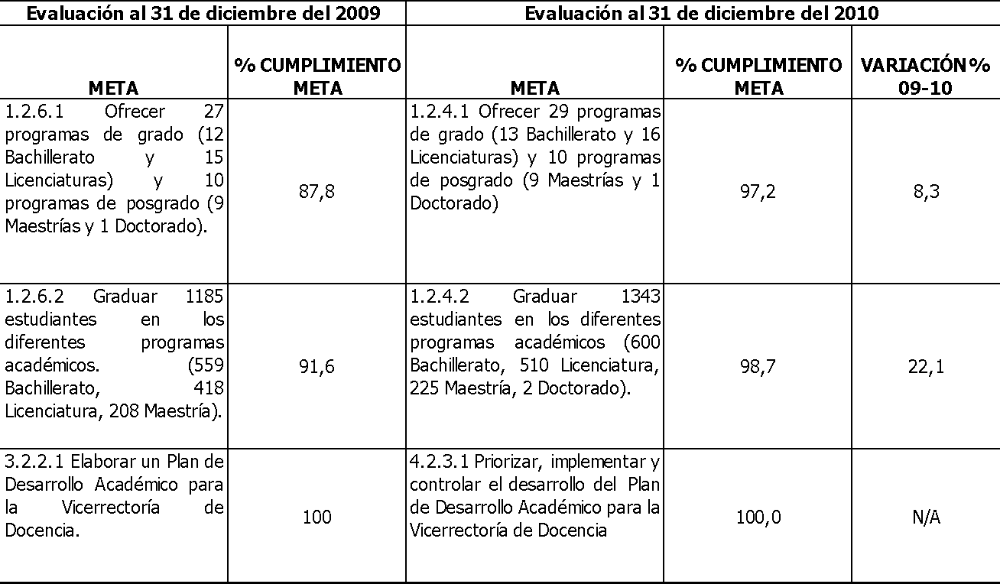 Evaluación al 31 de diciembre del 2009
Evaluación al 31 de diciembre del 2010
META
% CUMPLIMIENTO
META
META
% CUMPLIMIENTO
META
VARIACIÓN %
09-10
1.2.6.1 Ofrecer 27
programas de grado (12
Bachillerato y 15
Licenciaturas) y 10
programas de posgrado (9
Maestrías y 1 Doctorado).
87,8
1.2.4.1 Ofrecer 29 programas
de grado (13 Bachillerato y 16
Licenciaturas) y 10 programas
de posgrado (9 Maestrías y 1
Doctorado)
97,2
8,3
1.2.6.2 Graduar 1185
estudiantes en los
diferentes programas
académicos. (559
Bachillerato, 418
Licenciatura, 208 Maestría).
91,6
1.2.4.2 Graduar 1343
estudiantes en los diferentes
programas académicos (600
Bachillerato, 510 Licenciatura,
225 Maestría, 2 Doctorado).
98,7
22,1
3.2.2.1 Elaborar un Plan de
Desarrollo Académico para
la Vicerrectoría de
Docencia.
100
4.2.3.1 Priorizar, implementar y
controlar el desarrollo del Plan
de Desarrollo Académico para la
Vicerrectoría de Docencia
100,0
N/A